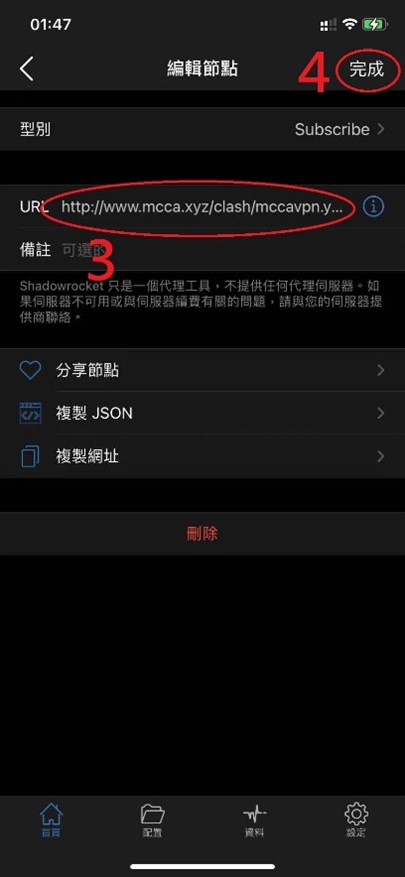 01:47
編輯節點
4
完成
型別
Subscribe
URL http://www.mcca.xyz/clash/mccavpn.y...
備註 可選的
3
Shadowrocket 只是一個代理工具，不提供任何代理伺服器。如
果伺服器不可用或與伺服器續費有關的問題，請與您的伺服器提
供商聯絡。
分享節點
複製 JSON
複製網址
刪除
首頁
配置
資料
設定